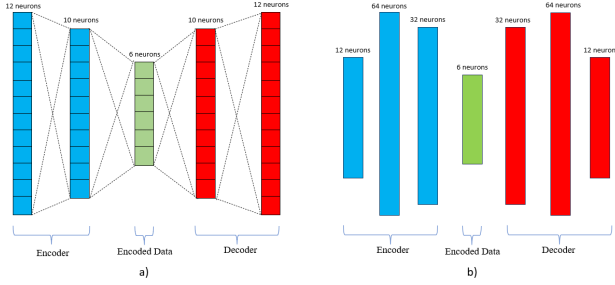 12 neurons
10 neurons
6 neurons
10 neurons
12 neurons
Encoder
Encoded Data
Decoder
a)
12 neurons
64 neurons
32 neurons
6 neurons
32 neurons
64 neurons
12 neurons
Encoder
Encoded Data
Decoder
b)